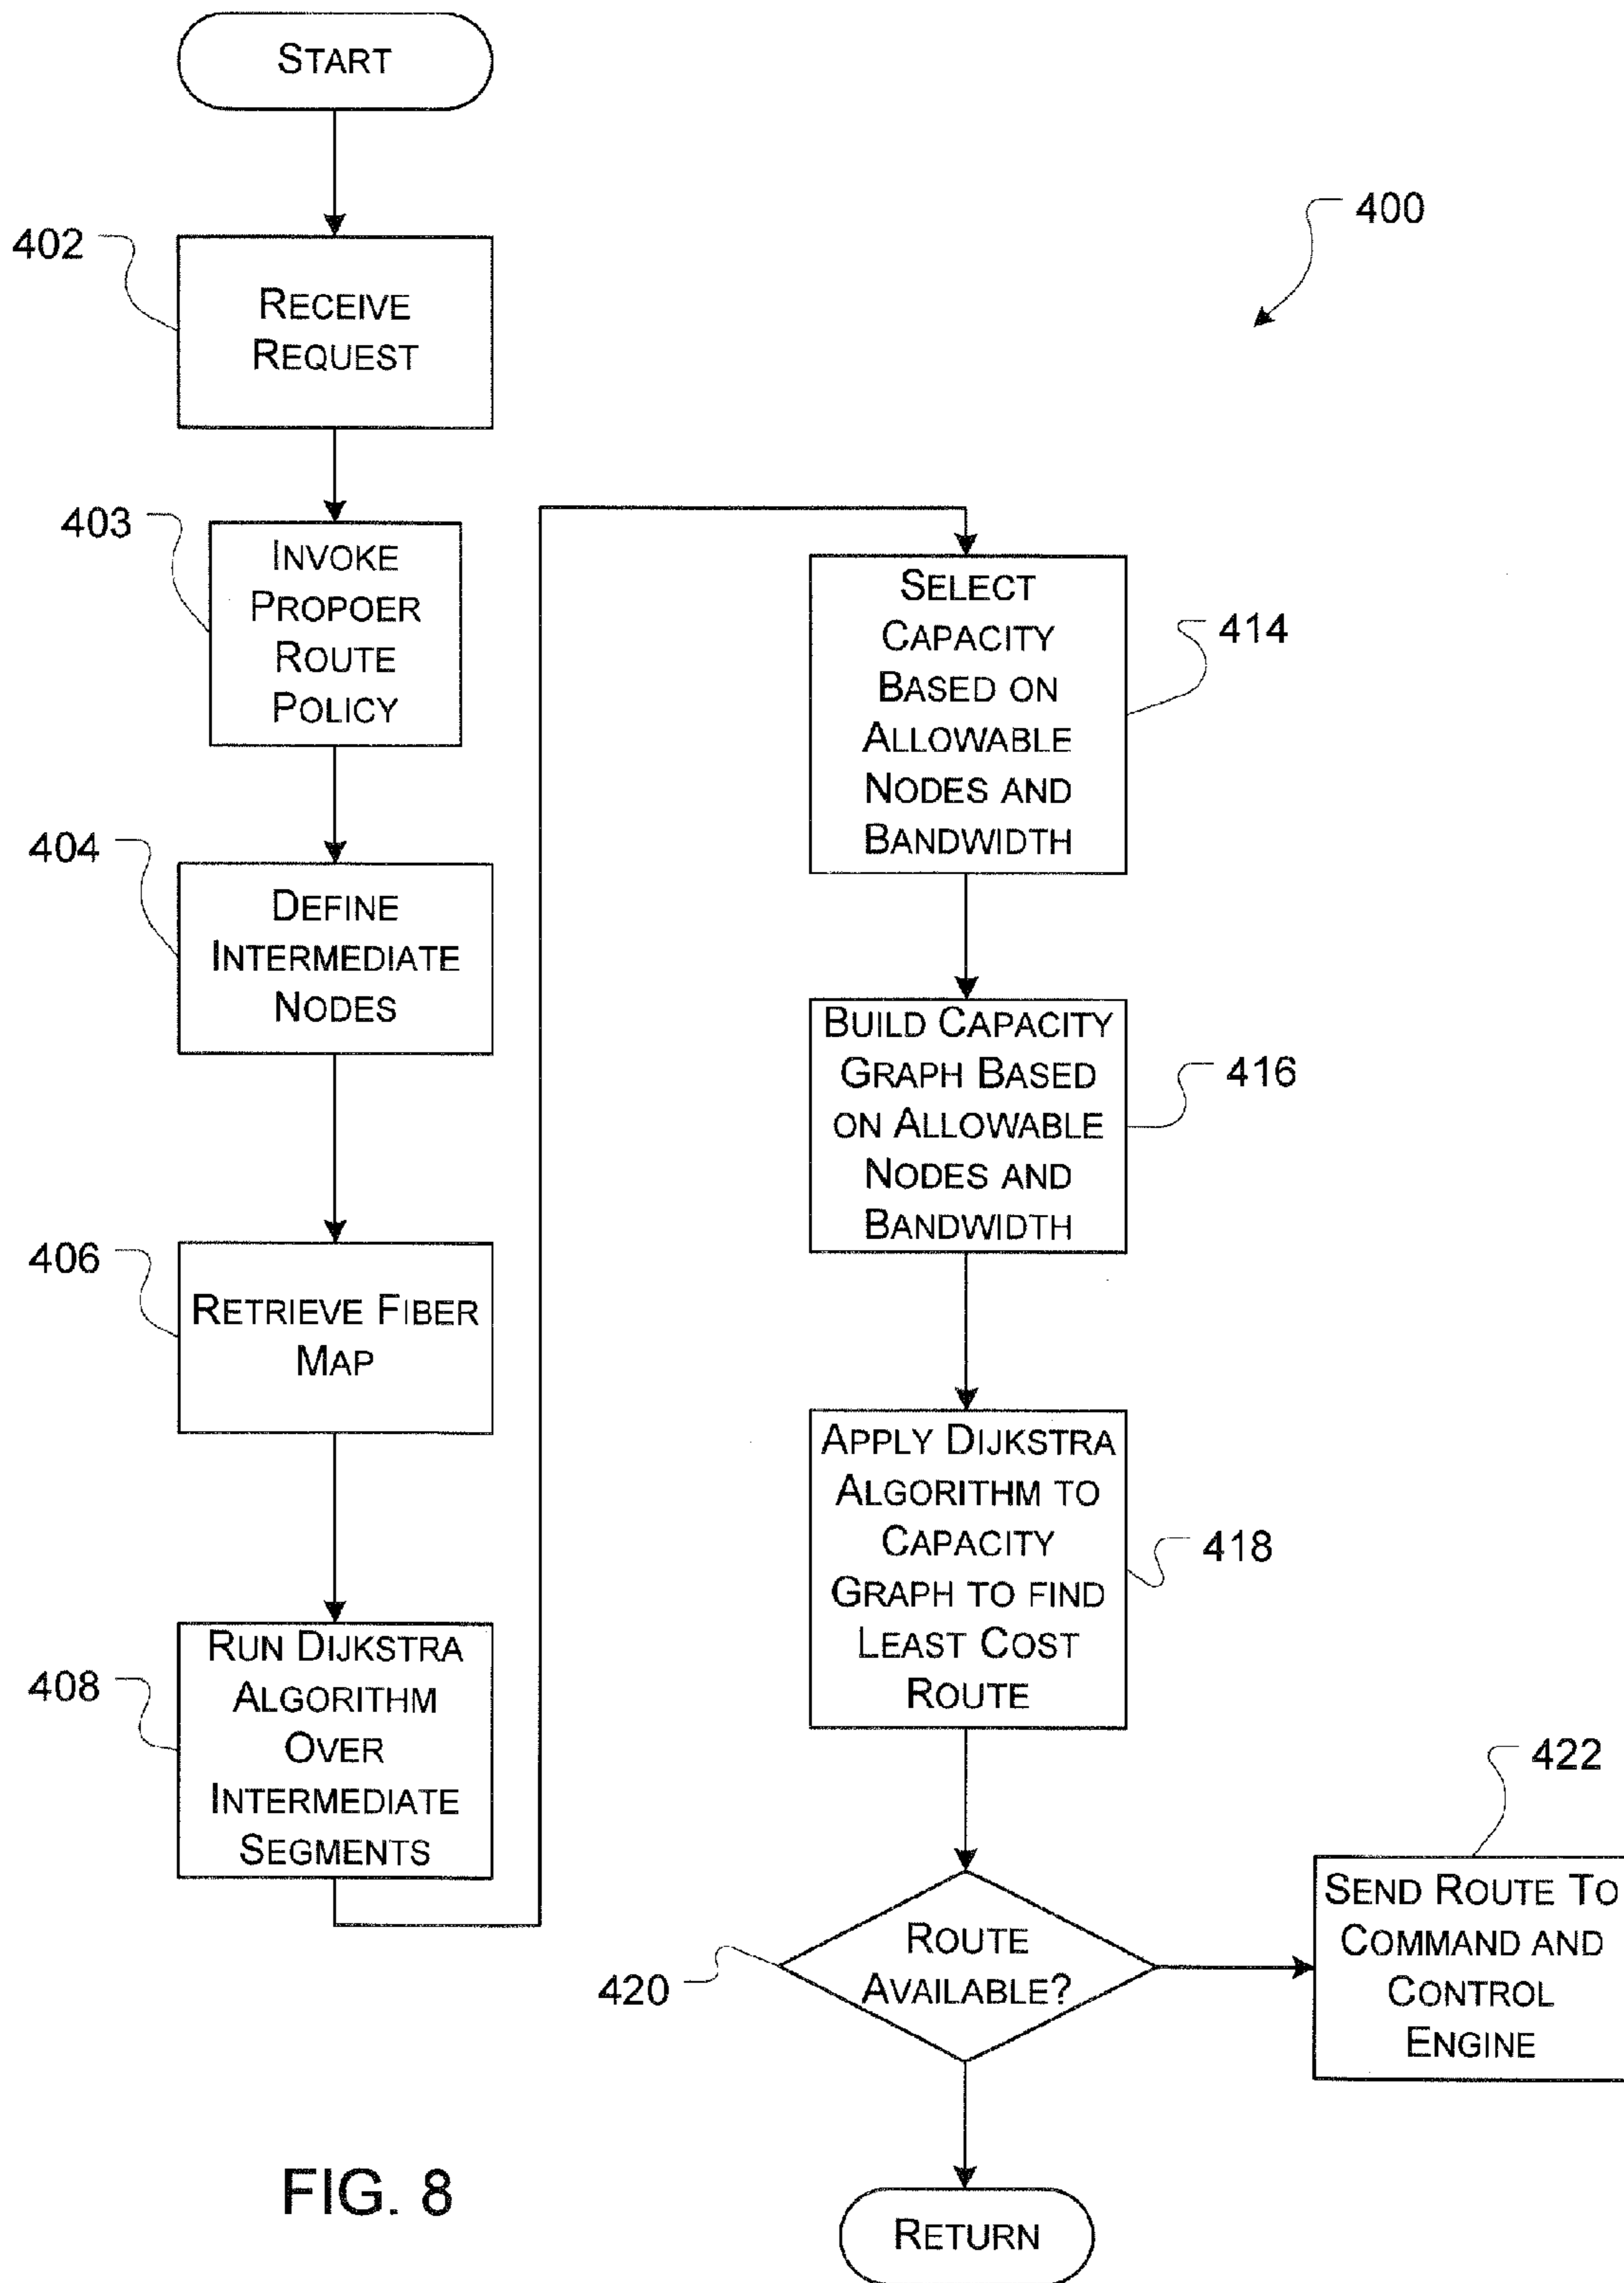 START
402
RECEIVE
REQUEST
403
INVOKE
PROPOER
ROUTE
POLICY
404
DEFINE
INTERMEDIATE
NODES
406
RETRIEVE FIBER
MAP
408
RUN DIJKSTRA
ALGORITHM
OVER
INTERMEDIATE
SEGMENTS
400
SELECT
CAPACITY
BASED ON
ALLOWABLE
NODES AND
BANDWIDTH
414
BUILD CAPACITY
GRAPH BASED
ON ALLOWABLE
NODES AND
BANDWIDTH
416
APPLY DIJKSTRA
ALGORITHM TO
CAPACITY
GRAPH TO FIND
LEAST COST
ROUTE
418
ROUTE
AVAILABLE?
420
422
SEND ROUTE TO
COMMAND AND
CONTROL
ENGINE
RETURN
FIG. 8